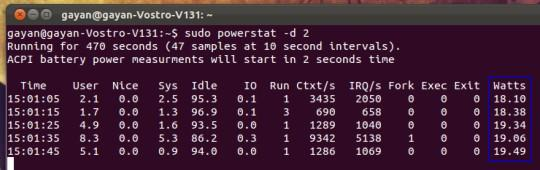 gayan@gayan-Vostro-V131: ~
gayan@gayan-Vostro-V131:~$ sudo powerstat -d 2
Running for 470 seconds (47 samples at 10 second intervals).
ACPI battery power measurments will start in 2 seconds time
Time User Nice Sys Idle IO Run Ctxt/s IRQ/s Fork Exec Exit Watts
15:01:05 2.1 0.0 2.5 95.3 0.1 1 3435 2050 0 0 0 18.10
15:01:15 1.7 0.0 1.3 96.9 0.1 3 690 658 0 0 0 18.38
15:01:25 4.9 0.0 1.6 93.5 0.0 1 1289 1040 0 0 0 19.34
15:01:35 8.3 0.0 5.3 86.2 0.3 1 9342 5138 1 0 0 19.06
15:01:45 5.1 0.0 0.9 94.0 0.0 1 1286 1069 0 0 0 19.49